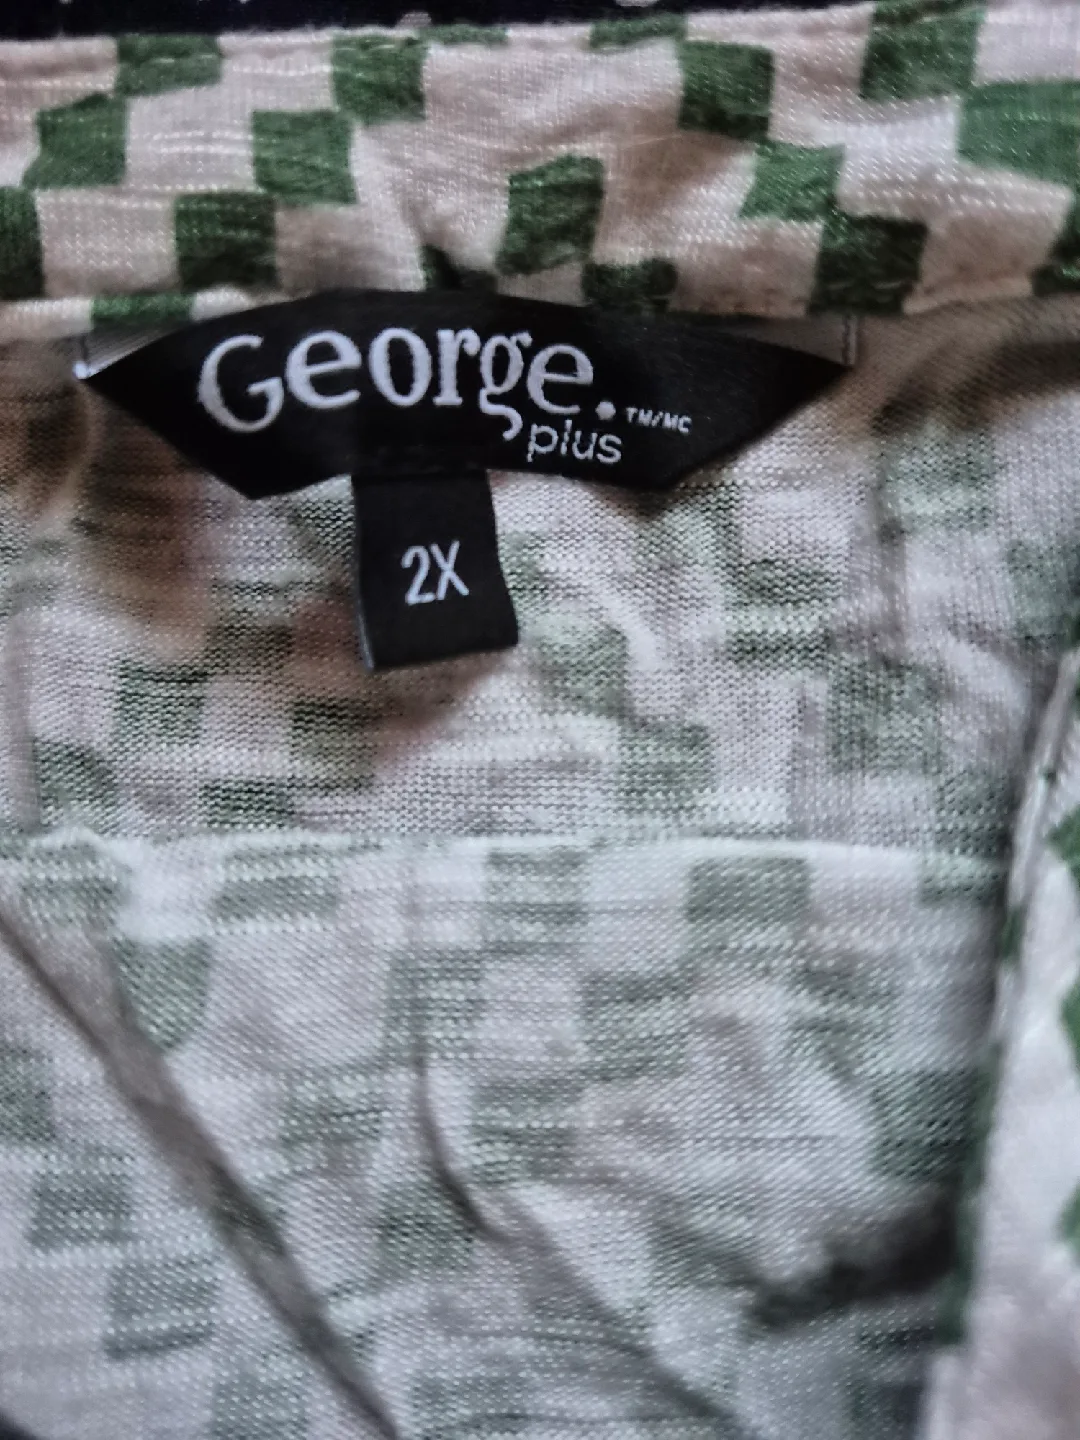 George. TM/MC
plus
2X